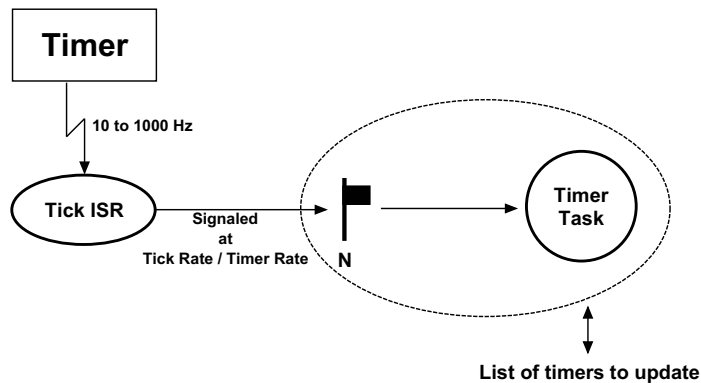 Timer
10 to 1000 Hz
Tick ISR
Signaled
at
Tick Rate / Timer Rate
N
Timer
Task
List of timers to update